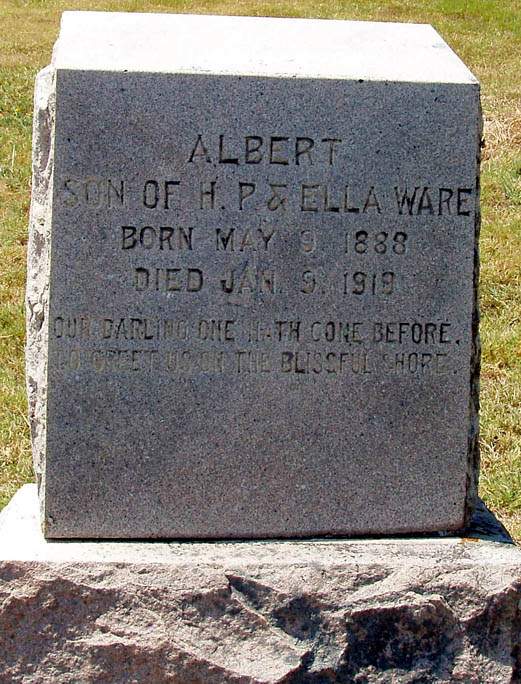 ALBERT
SON OF H. P. & ELLA WARE
BORN MAY 9 1888
DIED JAN. 9. 1919
OUR DARLING ONE HATH GONE BEFORE.
TO GREET US ON THE BLISSFUL SHORE.